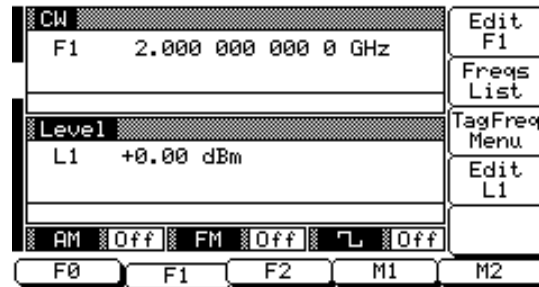 CW
F1 2.000 000 000 0 GHz
Level
L1 +0.00 dBm
AM Off FM Off Off
Edit
F1
Freqs
List
TagFreq
Menu
Edit
L1
F0 F1 F2 M1 M2